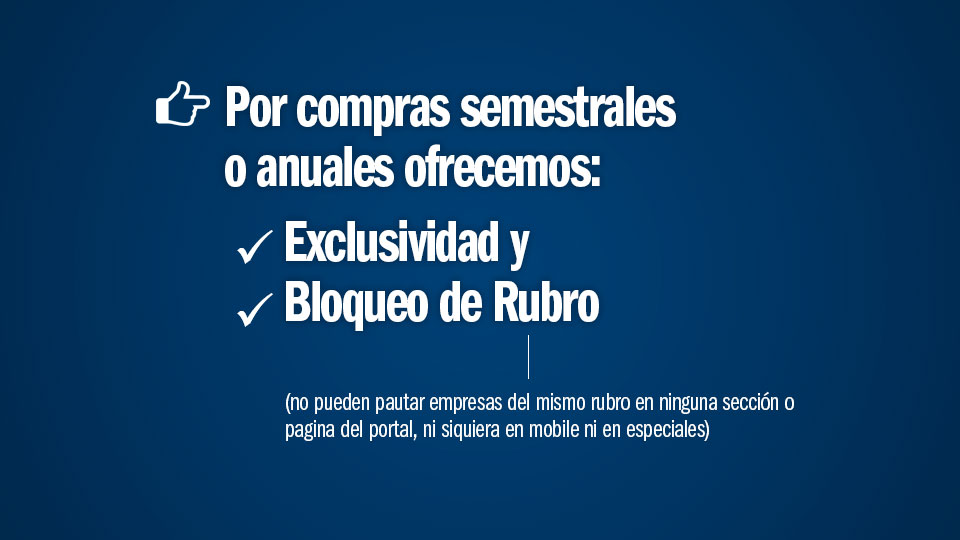 Por compras semestrales
o anuales ofrecemos:
Exclusividad y
Bloqueo de Rubro
(no pueden pautar empresas del mismo rubro en ninguna sección o
pagina del portal, ni siquiera en mobile ni en especiales)